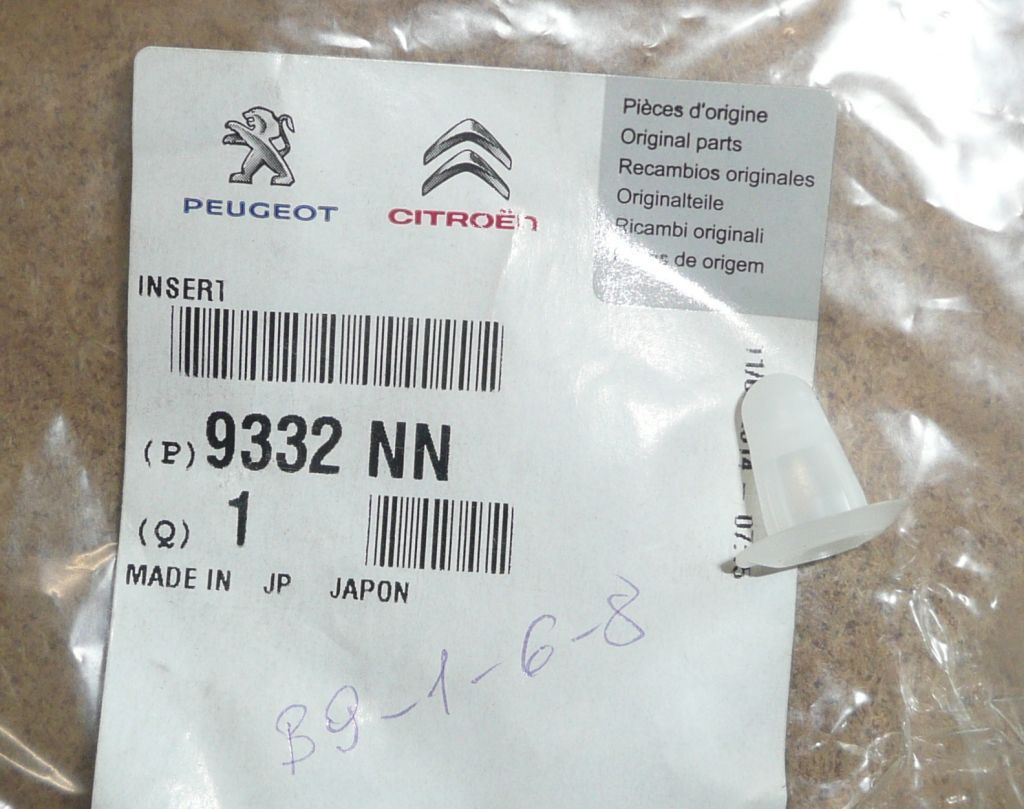 PEUGEOT
CITROËN
Pièces d'origine
Original parts
Recambios originales
Originalteile
Ricambi originali
de origem
INSERT
(P) 9332 NN
(Q) 1
MADE IN JP JAPON
B9-1-6-8